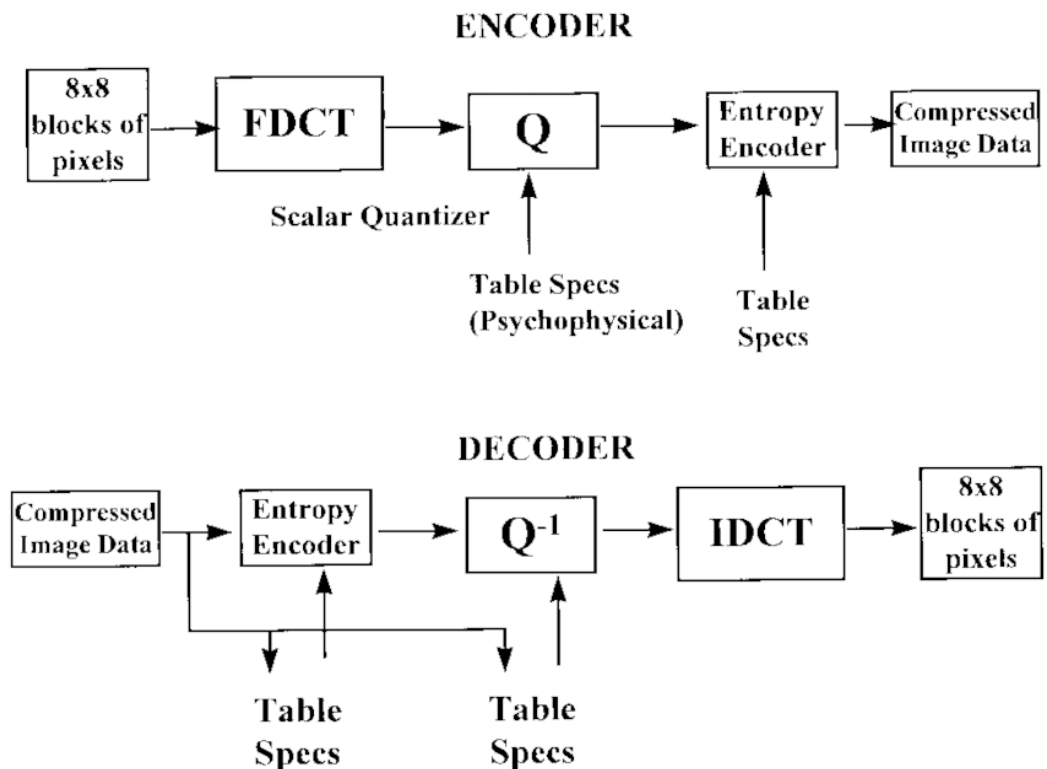 ENCODER
8x8
blocks of
pixels
FDCT
Q
Entropy
Encoder
Compressed
Image Data
Scalar Quantizer
Table Specs
(Psychophysical)
Table
Specs
DECODER
Compressed
Image Data
Entropy
Encoder
Q-1
IDCT
8x8
blocks of
pixels
Table
Specs
Table
Specs